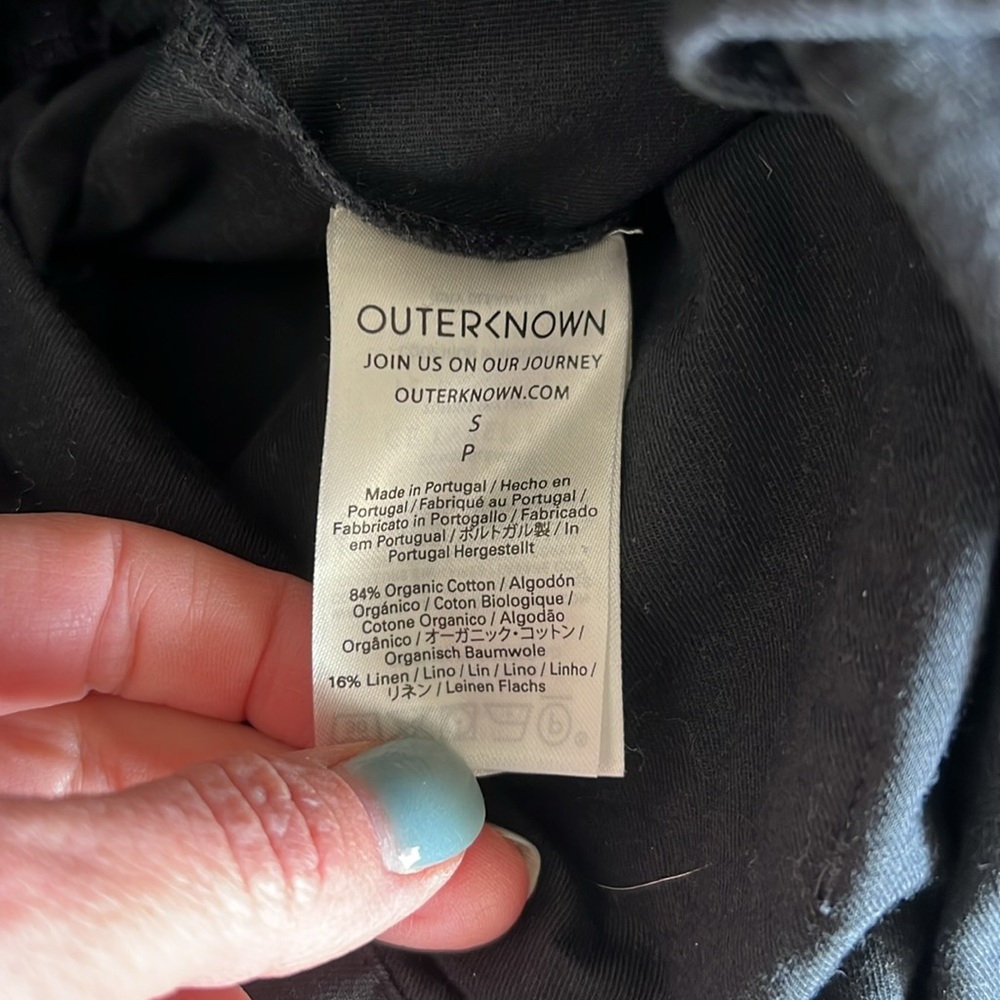 OUTERKNOWN
JOIN US ON OUR JOURNEY
OUTERKNOWN.COM
S
P
Made in Portugal / Hecho en
Portugal / Fabriqué au Portugal /
Fabbricato in Portogallo / Fabricado
em Portugual / ポルトガル製 / In
Portugal Hergestellt
84% Organic Cotton / Algodón
Orgánico / Coton Biologique /
Cotone Organico / Algodão
Orgânico / オーガニック・コットン /
Organisch Baumwole
16% Linen / Lino / Lin / Lino / Linho /
リネン / Leinen Flachs